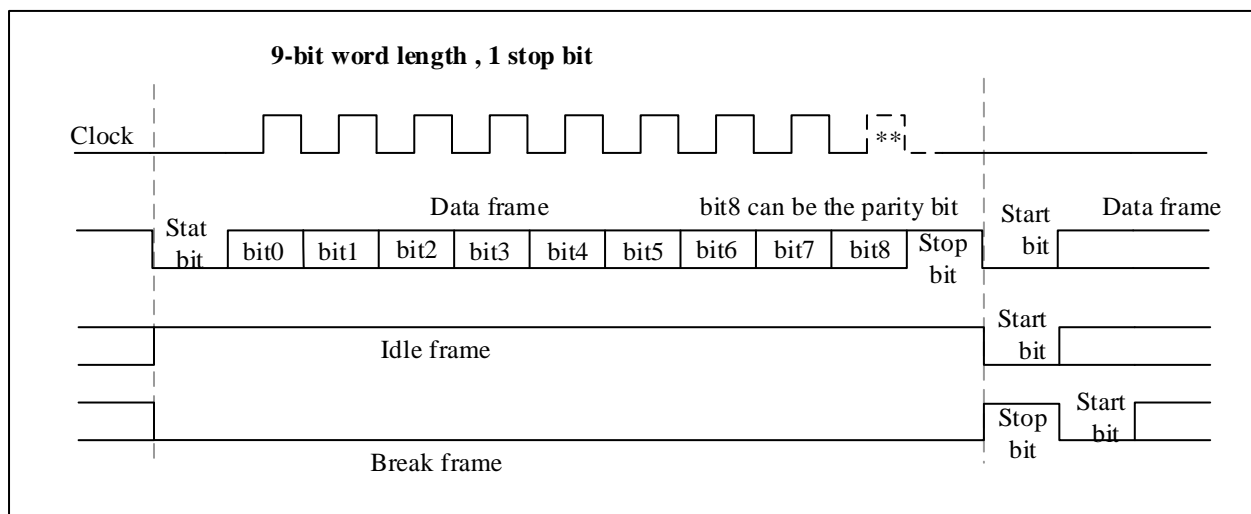 9-bit word length , 1 stop bit
Clock
**
Data frame
bit8 can be the parity bit
Data frame
Stat
bit
bit0
bit1
bit2
bit3
bit4
bit5
bit6
bit7
bit8
Stop
bit
Start
bit
Idle frame
Start
bit
Stop
bit
Start
bit
Break frame